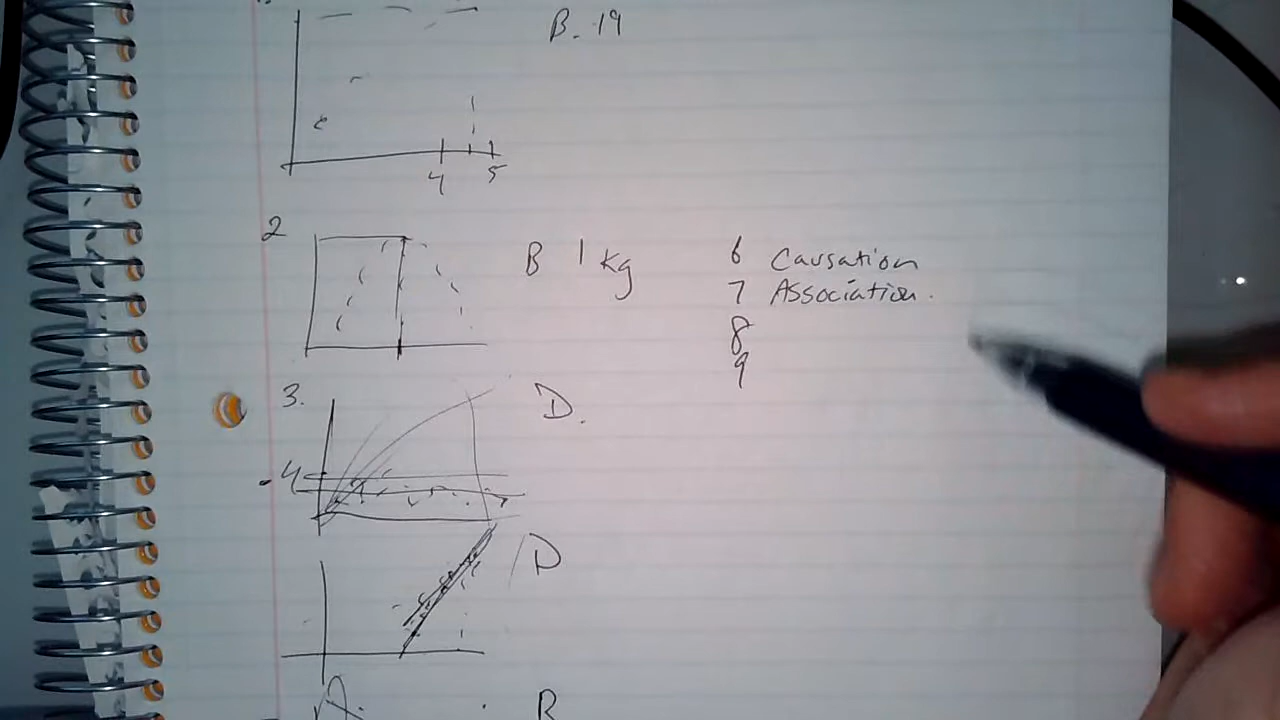 B. 19
4 5
2
B 1 kg
6 Causation
7 Association.
8
9
3.
D.
.4
D
A.
B